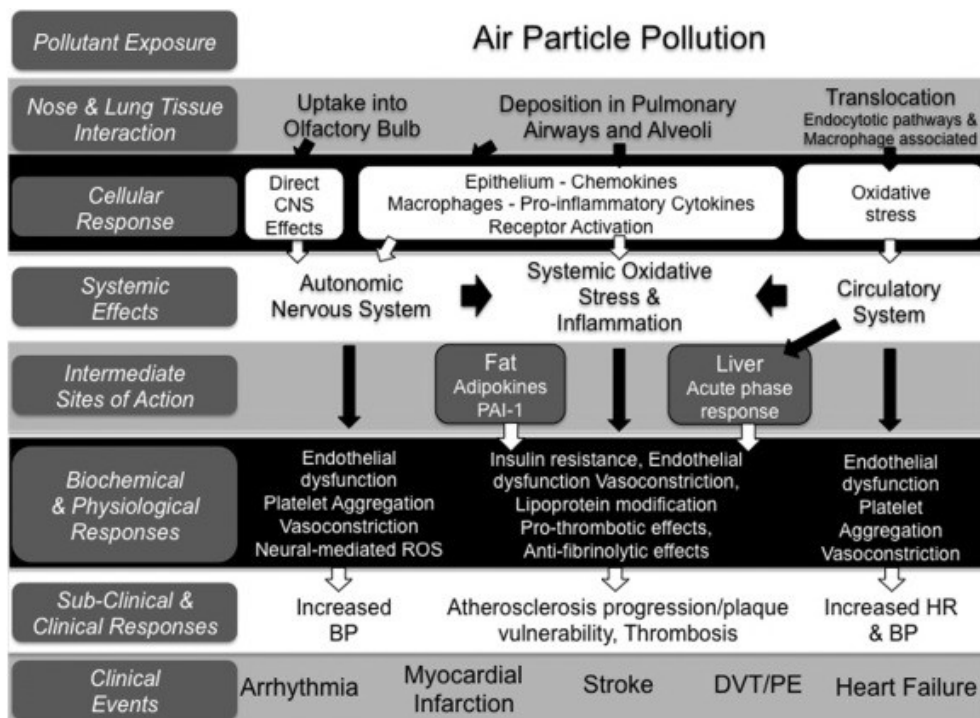 Pollutant Exposure
Air Particle Pollution
Nose & Lung Tissue
Interaction
Uptake into
Olfactory Bulb
Deposition in Pulmonary
Airways and Alveoli
Translocation
Endocytotic pathways &
Macrophage associated
Cellular
Response
Direct
CNS
Effects
Epithelium - Chemokines
Macrophages - Pro-inflammatory Cytokines
Receptor Activation
Oxidative
stress
Systemic
Effects
Autonomic
Nervous System
Systemic Oxidative
Stress &
Inflammation
Circulatory
System
Intermediate
Sites of Action
Fat
Adipokines
PAI-1
Liver
Acute phase
response
Biochemical
& Physiological
Responses
Endothelial
dysfunction
Platelet Aggregation
Vasoconstriction
Neural-mediated ROS
Insulin resistance, Endothelial
dysfunction Vasoconstriction,
Lipoprotein modification
Pro-thrombotic effects,
Anti-fibrinolytic effects
Endothelial
dysfunction
Platelet
Aggregation
Vasoconstriction
Sub-Clinical &
Clinical Responses
Increased
BP
Atherosclerosis progression/plaque
vulnerability, Thrombosis
Increased HR
& BP
Clinical
Events
Arrhythmia
Myocardial
Infarction
Stroke
DVT/PE
Heart Failure